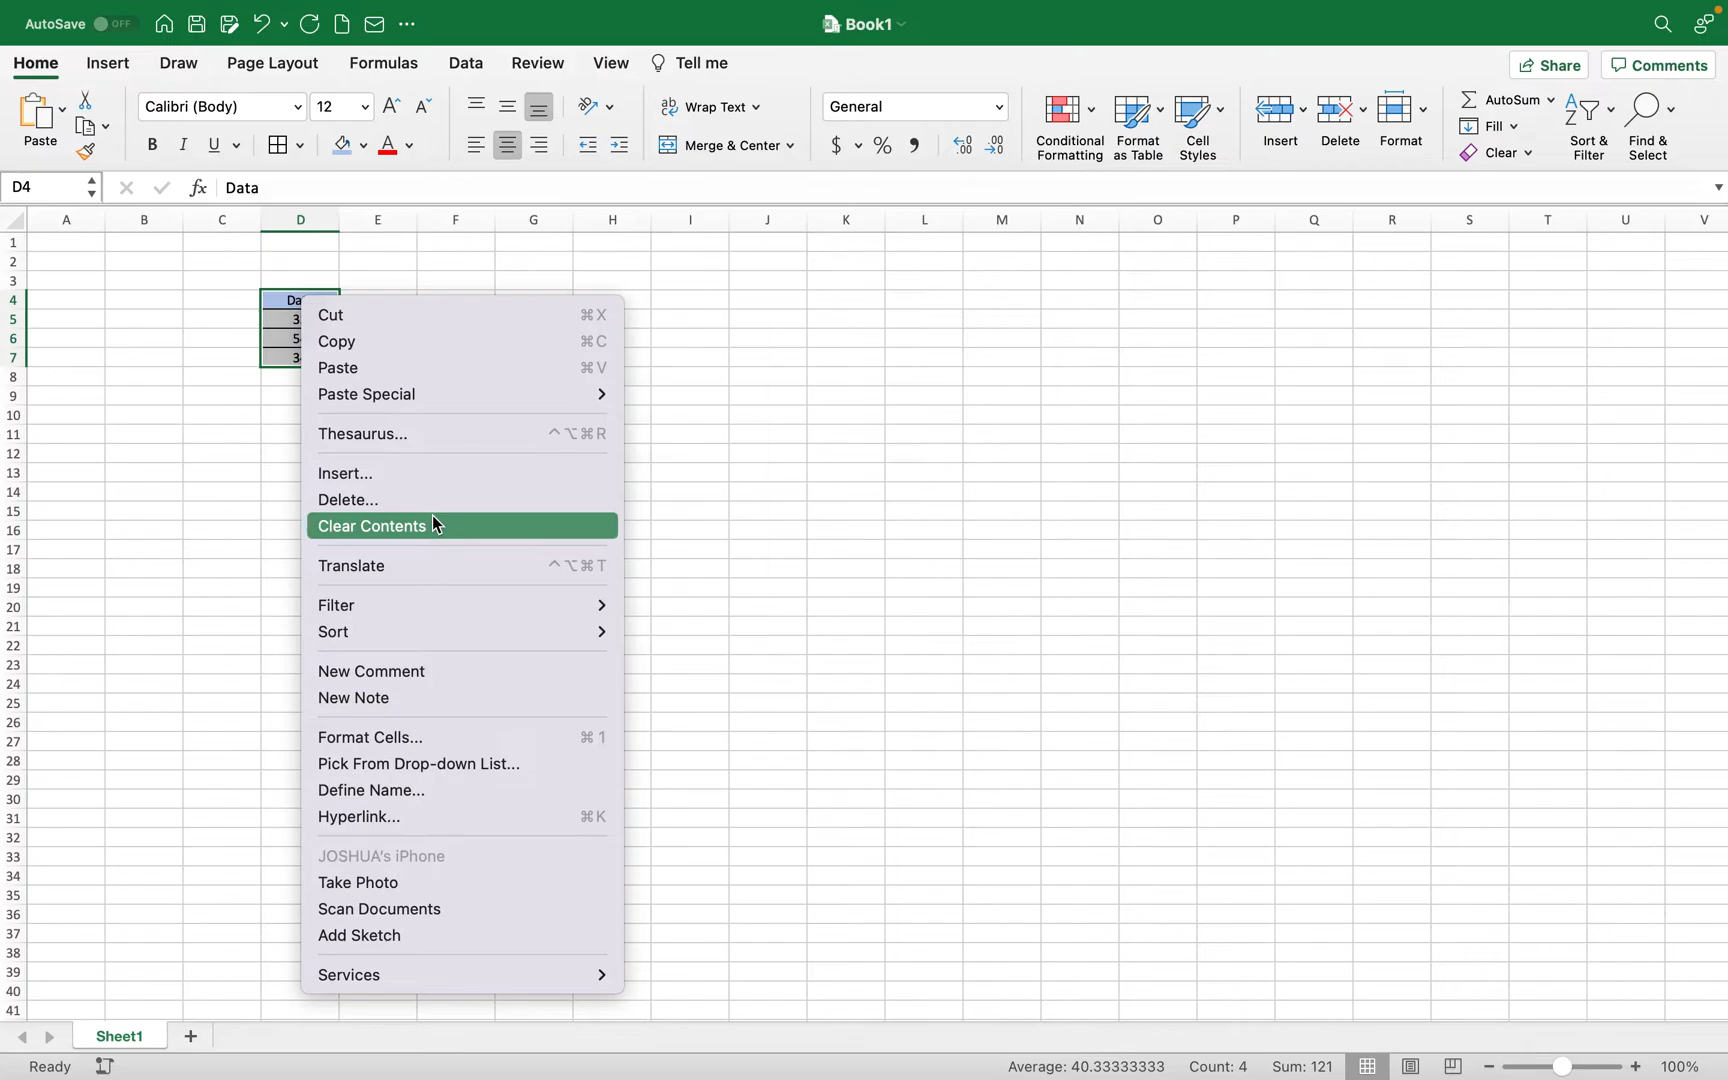 AutoSave OFF Book1
Home Insert Draw Page Layout Formulas Data Review View Tell me Share Comments
Calibri (Body) 12 Wrap Text General AutoSum
Paste B I U Merge & Center $ % Conditional Formatting Format as Table Cell Styles Insert Delete Format Fill Clear Sort & Filter Find & Select
D4 fx Data
A B C D E F G H I J K L M N O P Q R S T U V
1
2
3
4
5
6
7
8
9
10
11
12
13
14
15
16
17
18
19
20
21
22
23
24
25
26
27
28
29
30
31
32
33
34
35
36
37
38
39
40
41
Cut ⌘X
Copy ⌘C
Paste ⌘V
Paste Special
Thesaurus... ^⌥⌘R
Insert...
Delete...
Clear Contents
Translate ^⌥⌘T
Filter
Sort
New Comment
New Note
Format Cells... ⌘1
Pick From Drop-down List...
Define Name...
Hyperlink... ⌘K
JOSHUA's iPhone
Take Photo
Scan Documents
Add Sketch
Services
Sheet1
Ready Average: 40.33333333 Count: 4 Sum: 121 100%